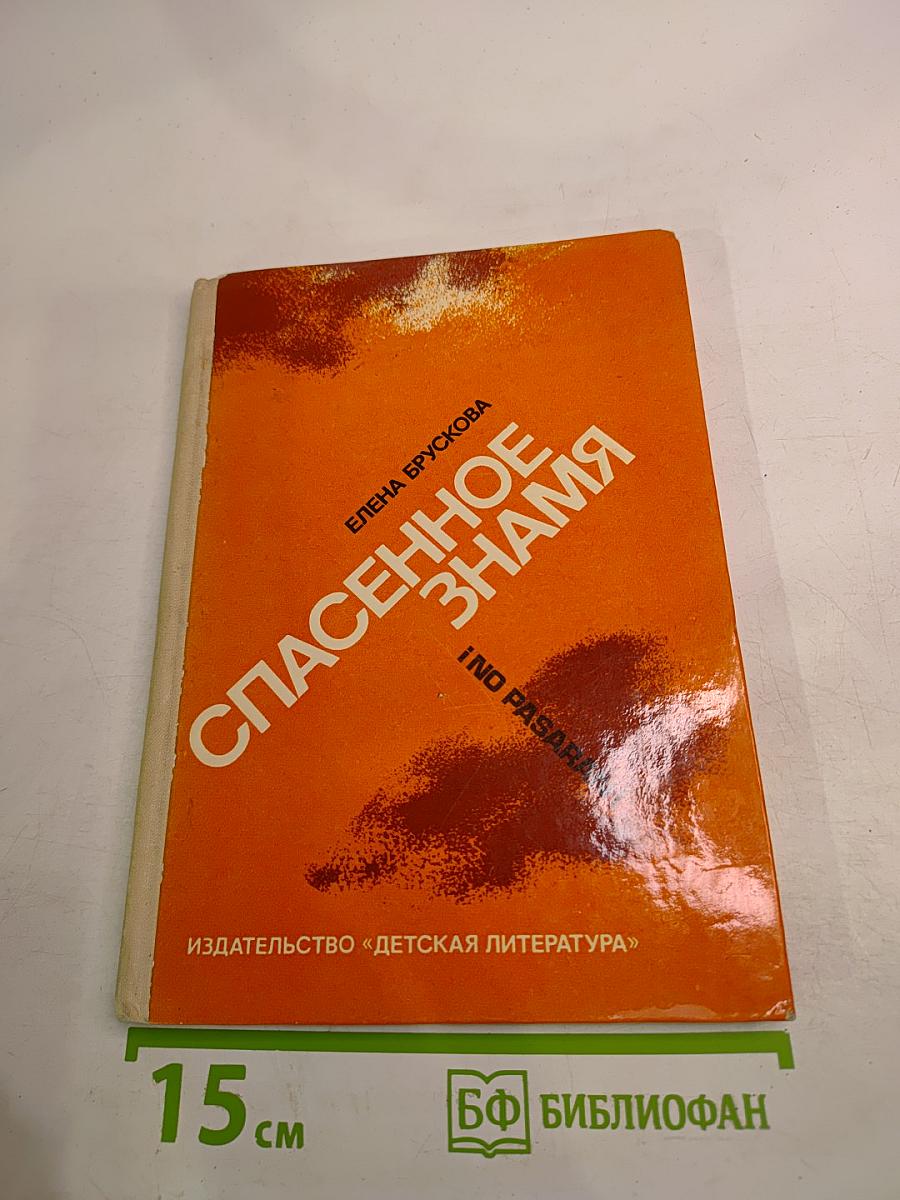 ЕЛЕНА БРУСКОВА
СПАСЕННОЕ
ЗНАМЯ
¡NO PASARAN
ИЗДАТЕЛЬСТВО «ДЕТСКАЯ ЛИТЕРАТУРА»
15 см
БФ БИБЛИОФАН